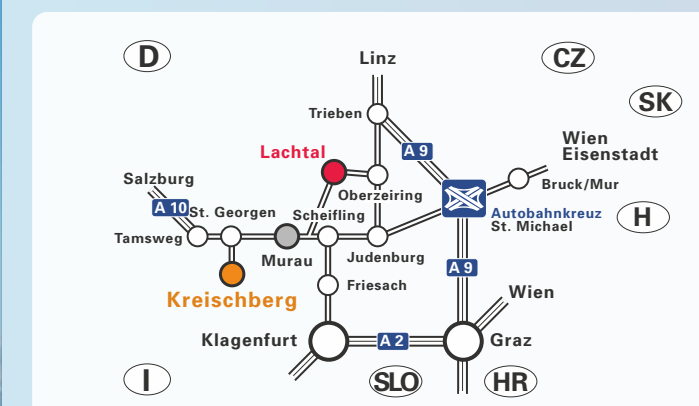 D
Linz
CZ
SK
Trieben
A 9
Wien
Eisenstadt
Lachtal
Salzburg
Oberzeiring
Bruck/Mur
A 10
St. Georgen
Scheifling
Autobahnkreuz
St. Michael
H
Tamsweg
Murau
Judenburg
A 9
Kreischberg
Friesach
Wien
Klagenfurt
A 2
Graz
I
SLO
HR